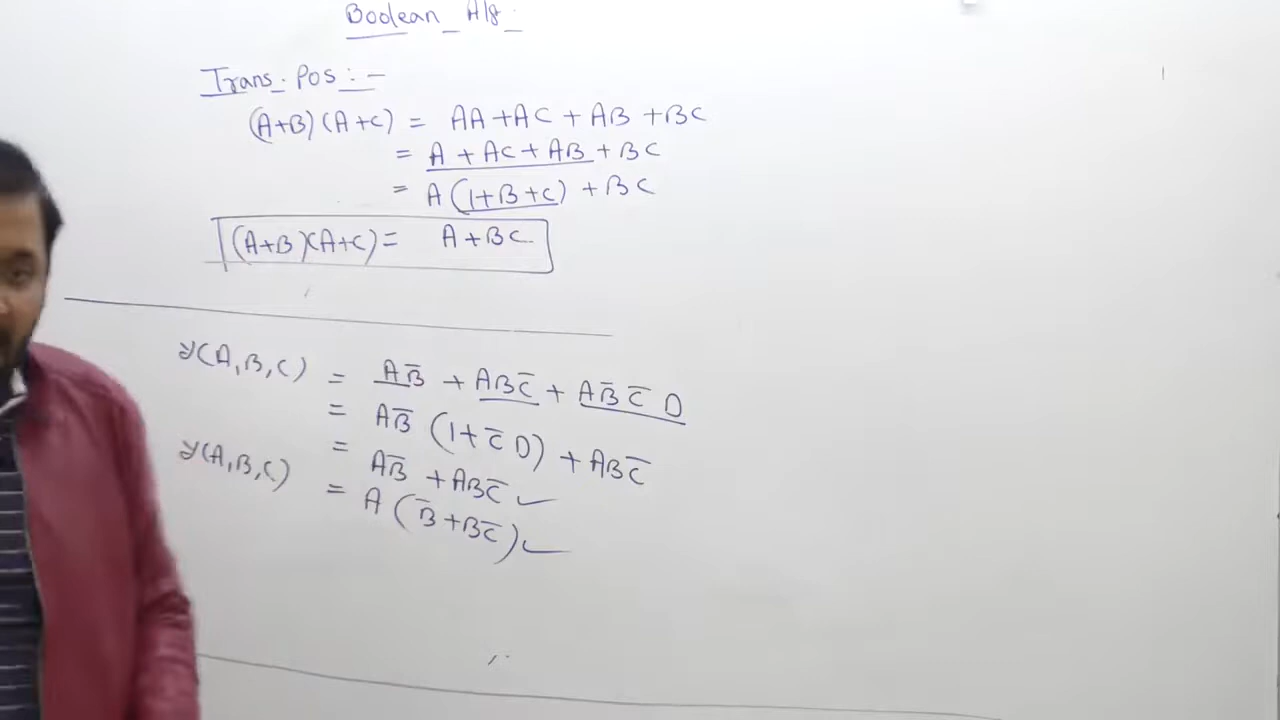 Boolean Alg.
Trans. POS :-
(A+B)(A+C) = AA + AC + AB + BC
= A + AC + AB + BC
= A(1+B+C) + BC
(A+B)(A+C) = A+BC
y(A,B,C) = AB̅ + ABC̅ + AB̅C̅D
= AB̅(1+C̅D) + ABC̅
y(A,B,C) = AB̅ + ABC̅ ✓
= A(B̅+BC̅) ✓